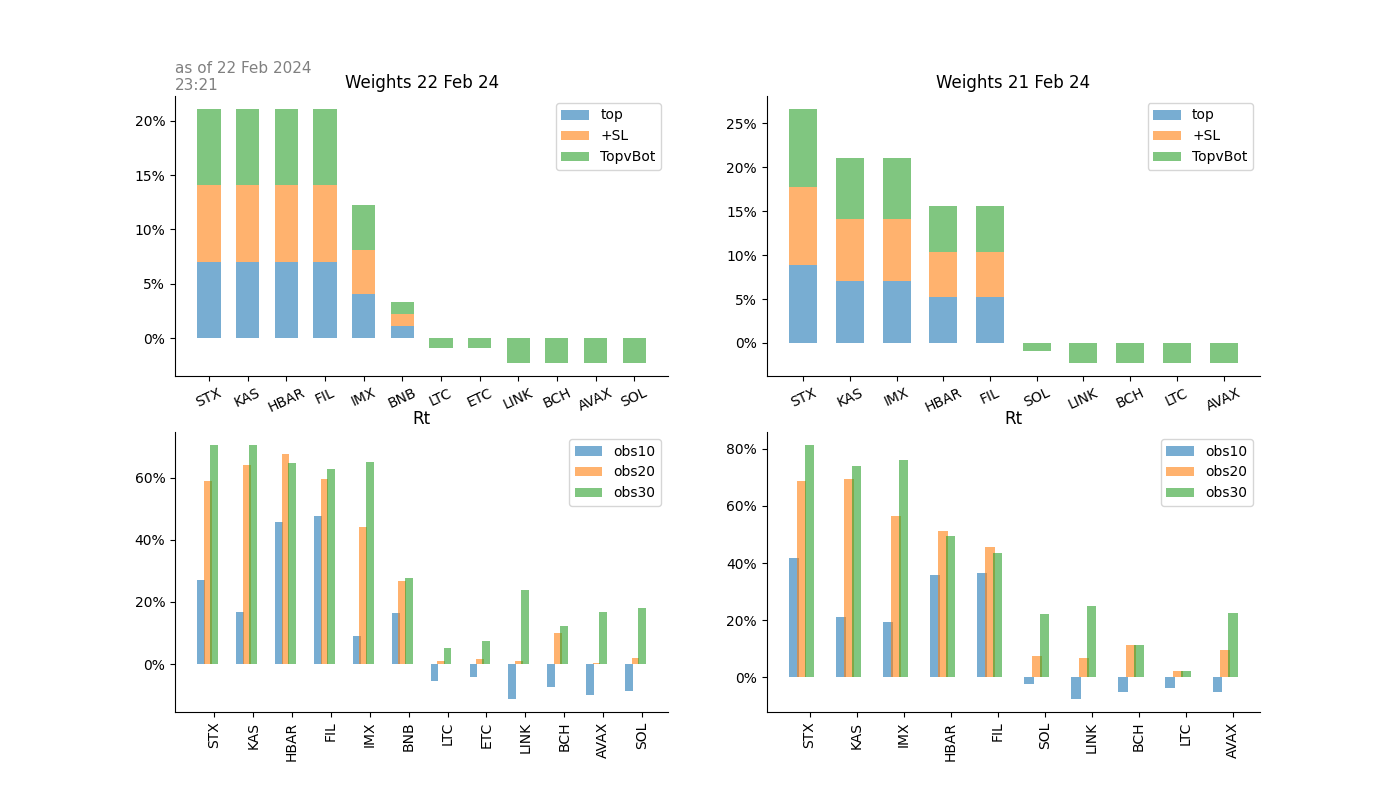 as of 22 Feb 2024
23:21
Weights 22 Feb 24
20%
15%
10%
5%
0%
top
+SL
TopvBot
STX KAS HBAR FIL IMX BNB LTC ETC LINK BCH AVAX SOL
Weights 21 Feb 24
25%
20%
15%
10%
5%
0%
top
+SL
TopvBot
STX KAS IMX HBAR FIL SOL LINK BCH LTC AVAX
Rt
60%
40%
20%
0%
obs10
obs20
obs30
STX KAS HBAR FIL IMX BNB LTC ETC LINK BCH AVAX SOL
Rt
80%
60%
40%
20%
0%
obs10
obs20
obs30
STX KAS IMX HBAR FIL SOL LINK BCH LTC AVAX